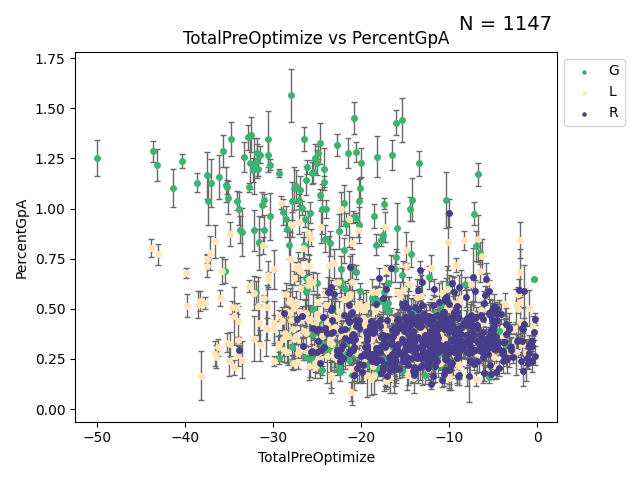 N = 1147
TotalPreOptimize vs PercentGpA
1.75
1.50
1.25
1.00
0.75
0.50
0.25
0.00
PercentGpA
−50
−40
−30
−20
−10
0
TotalPreOptimize
G
L
R